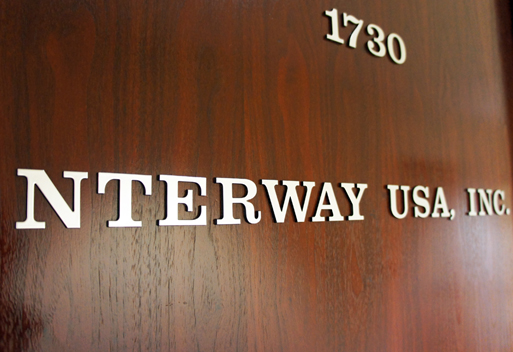 1730
NTERWAY USA, INC.